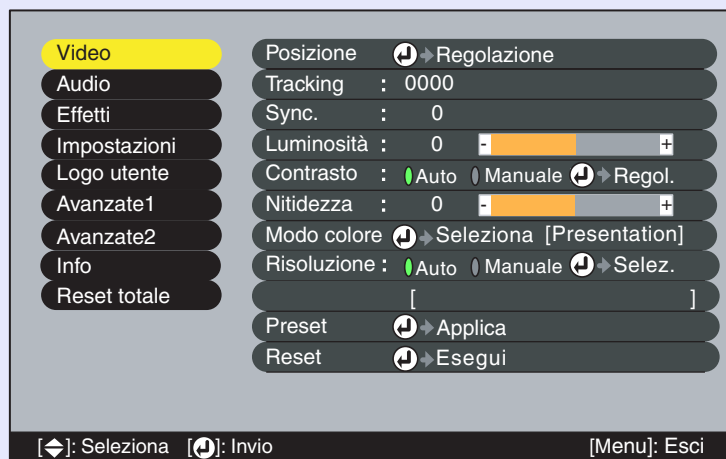 Video
Audio
Effetti
Impostazioni
Logo utente
Avanzate1
Avanzate2
Info
Reset totale
Posizione Regolazione
Tracking : 0000
Sync. : 0
Luminosità : 0 - +
Contrasto : Auto Manuale Regol.
Nitidezza : 0 - +
Modo colore Seleziona [Presentation]
Risoluzione : Auto Manuale Selez.
[ ]
Preset Applica
Reset Esegui
[ ]: Seleziona [ ]: Invio [Menu]: Esci